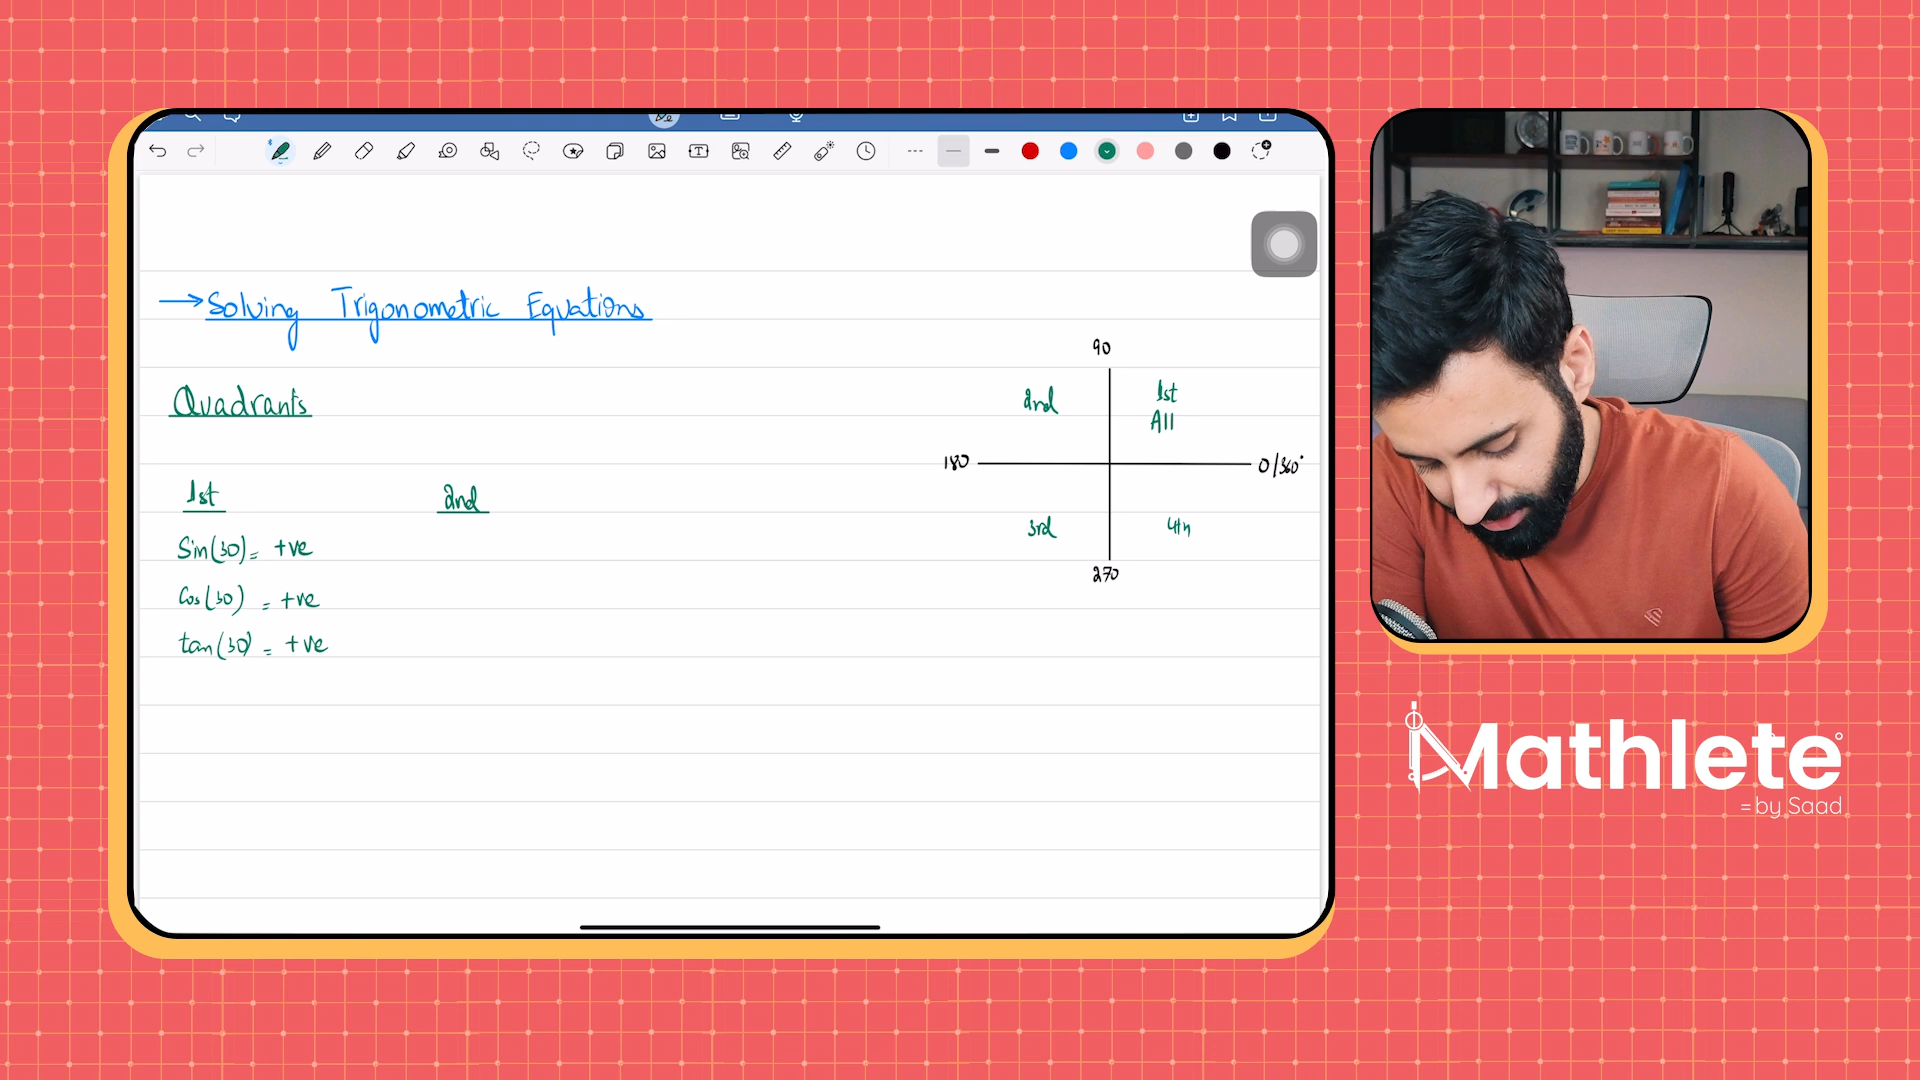 → Solving Trigonometric Equations
Quadrants
1st
Sin(30) = +ve
Cos(30) = +ve
tan(30) = +ve
2nd
90
2nd
1st
All
180
0/360°
3rd
4th
270
Mathlete
= by Saad